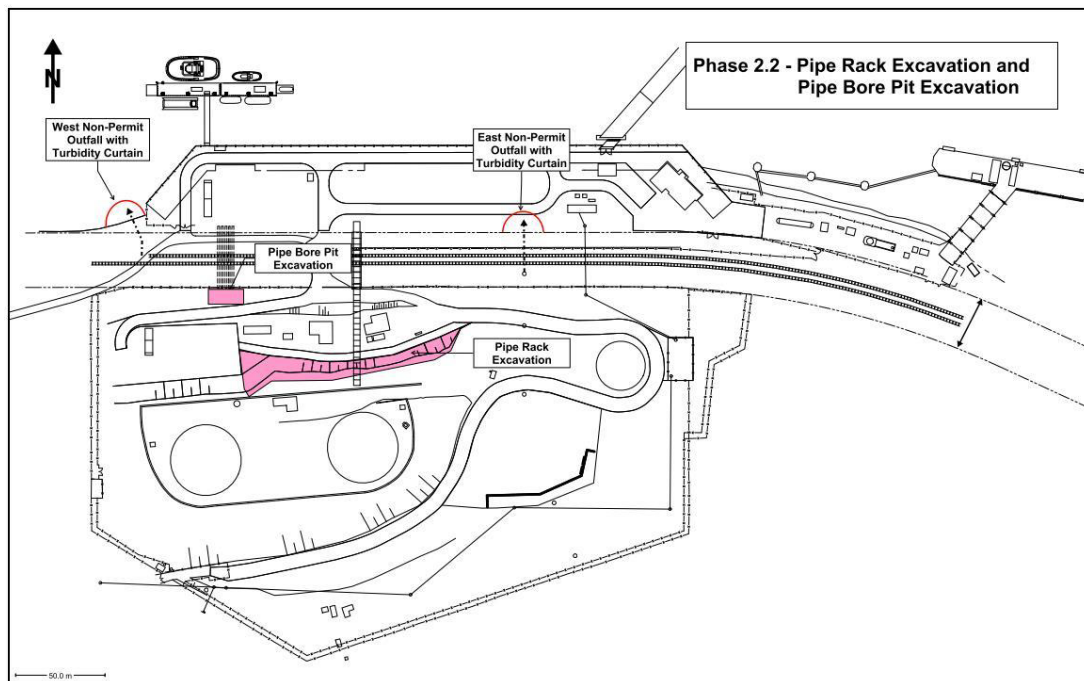 N
Phase 2.2 - Pipe Rack Excavation and
Pipe Bore Pit Excavation
West Non-Permit
Outfall with
Turbidity Curtain
East Non-Permit
Outfall with
Turbidity Curtain
Pipe Bore Pit
Excavation
Pipe Rack
Excavation
50.0 m